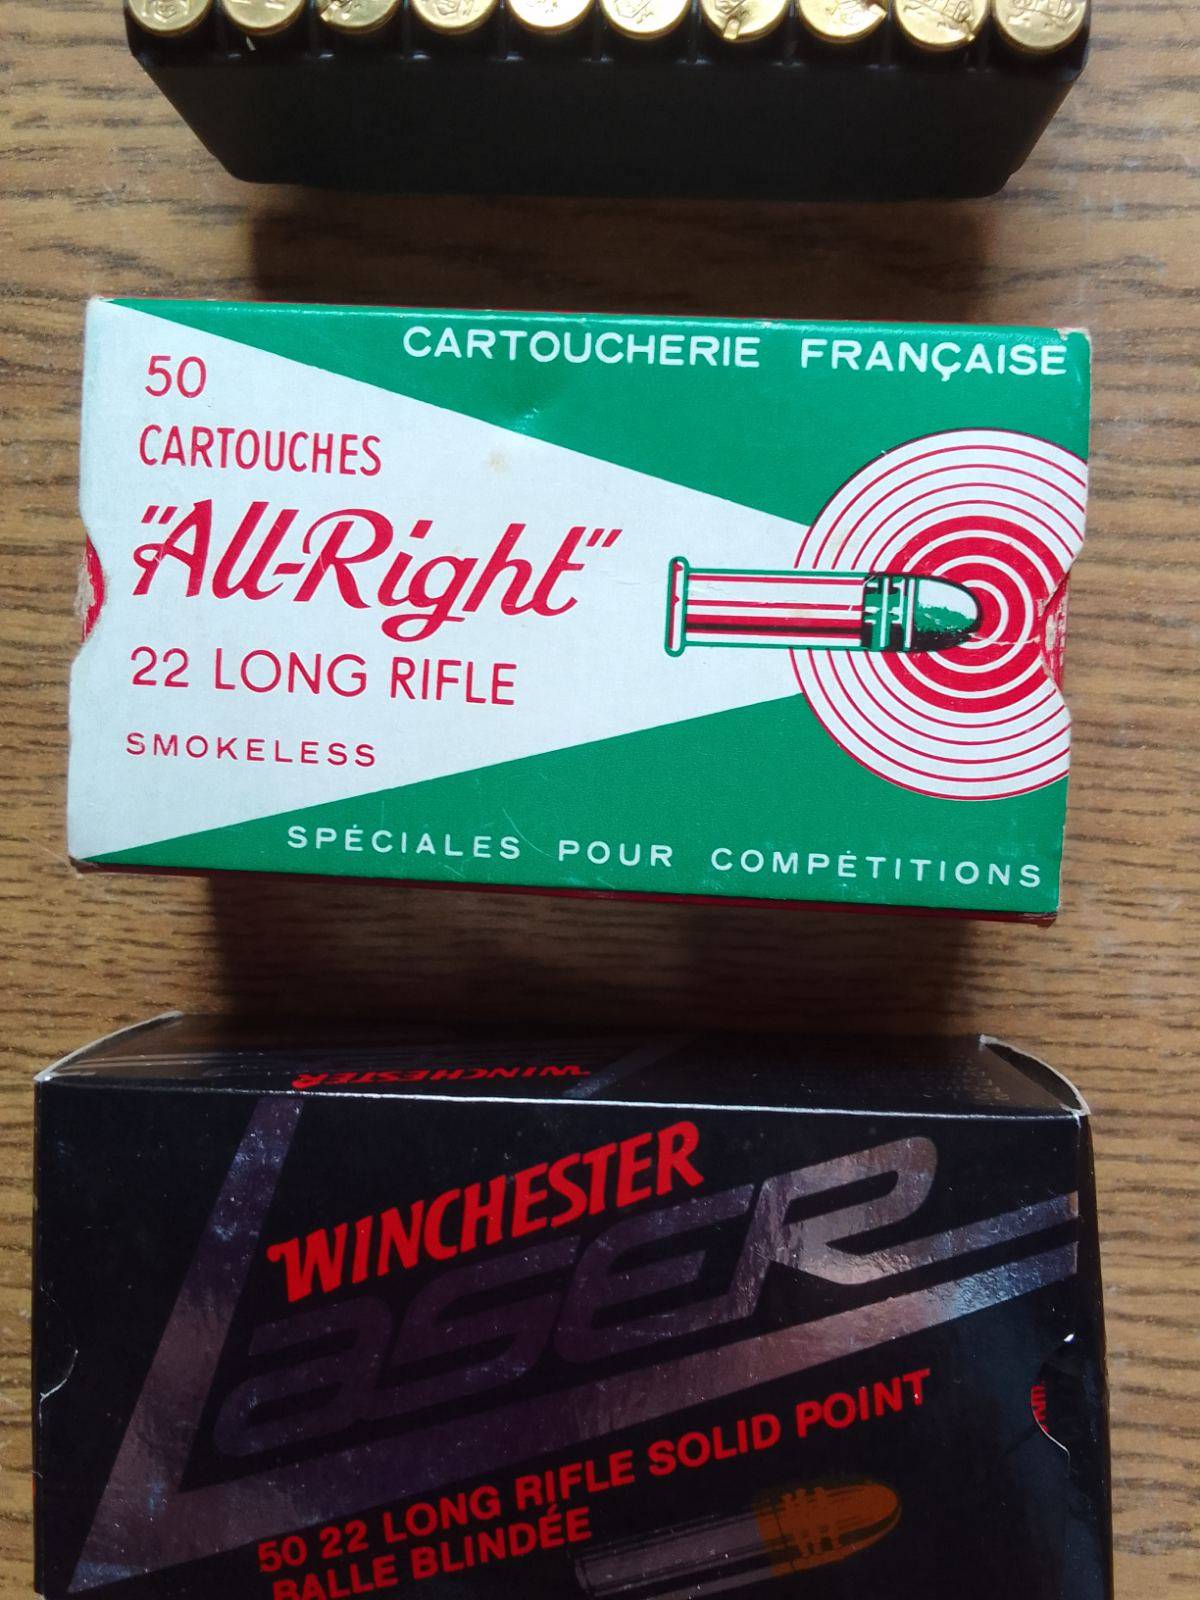 CARTOUCHERIE FRANÇAISE
50
CARTOUCHES
"All-Right"
22 LONG RIFLE
SMOKELESS
SPÉCIALES POUR COMPÉTITIONS
WINCHESTER
WINCHESTER
LASER
50 22 LONG RIFLE SOLID POINT
BALLE BLINDÉE